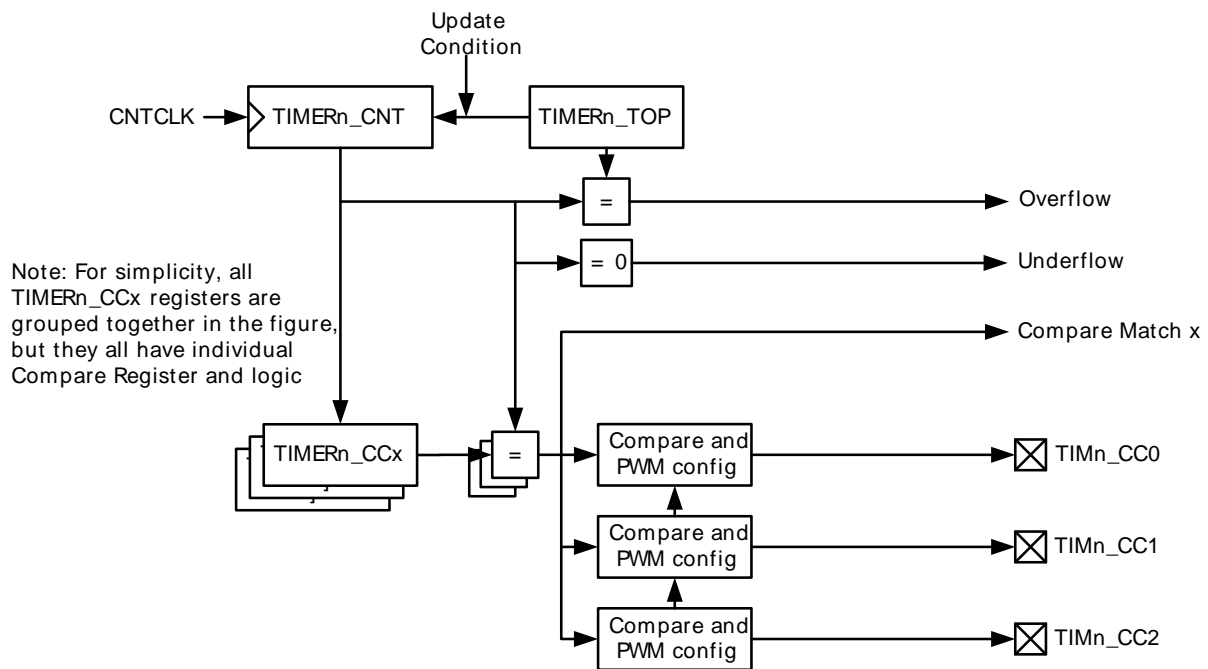 Update
Condition
CNTCLK
TIMERn_CNT
TIMERn_TOP
=
Overflow
= 0
Underflow
Note: For simplicity, all
TIMERn_CCx registers are
grouped together in the figure,
but they all have individual
Compare Register and logic
Compare Match x
TIMERn_CCx
=
Compare and
PWM config
TIMn_CC0
Compare and
PWM config
TIMn_CC1
Compare and
PWM config
TIMn_CC2